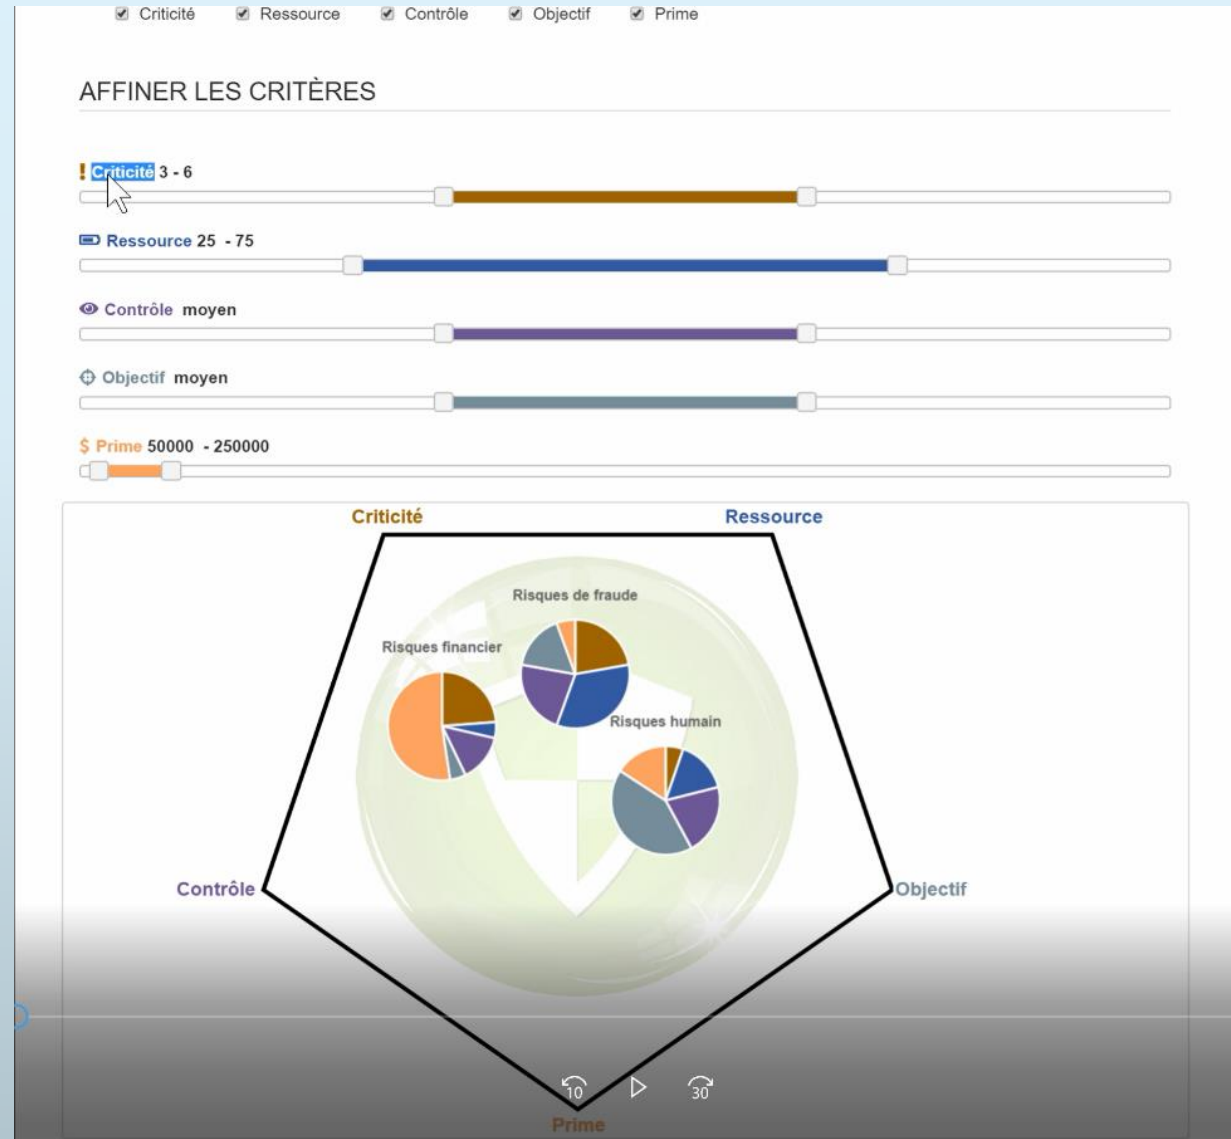 Criticité Ressource Contrôle Objectif Prime
AFFINER LES CRITÈRES
Criticité 3 - 6
Ressource 25 - 75
Contrôle moyen
Objectif moyen
$ Prime 50000 - 250000
Criticité Ressource
Risques de fraude
Risques financier
Risques humain
Contrôle Objectif
10 30
Prime